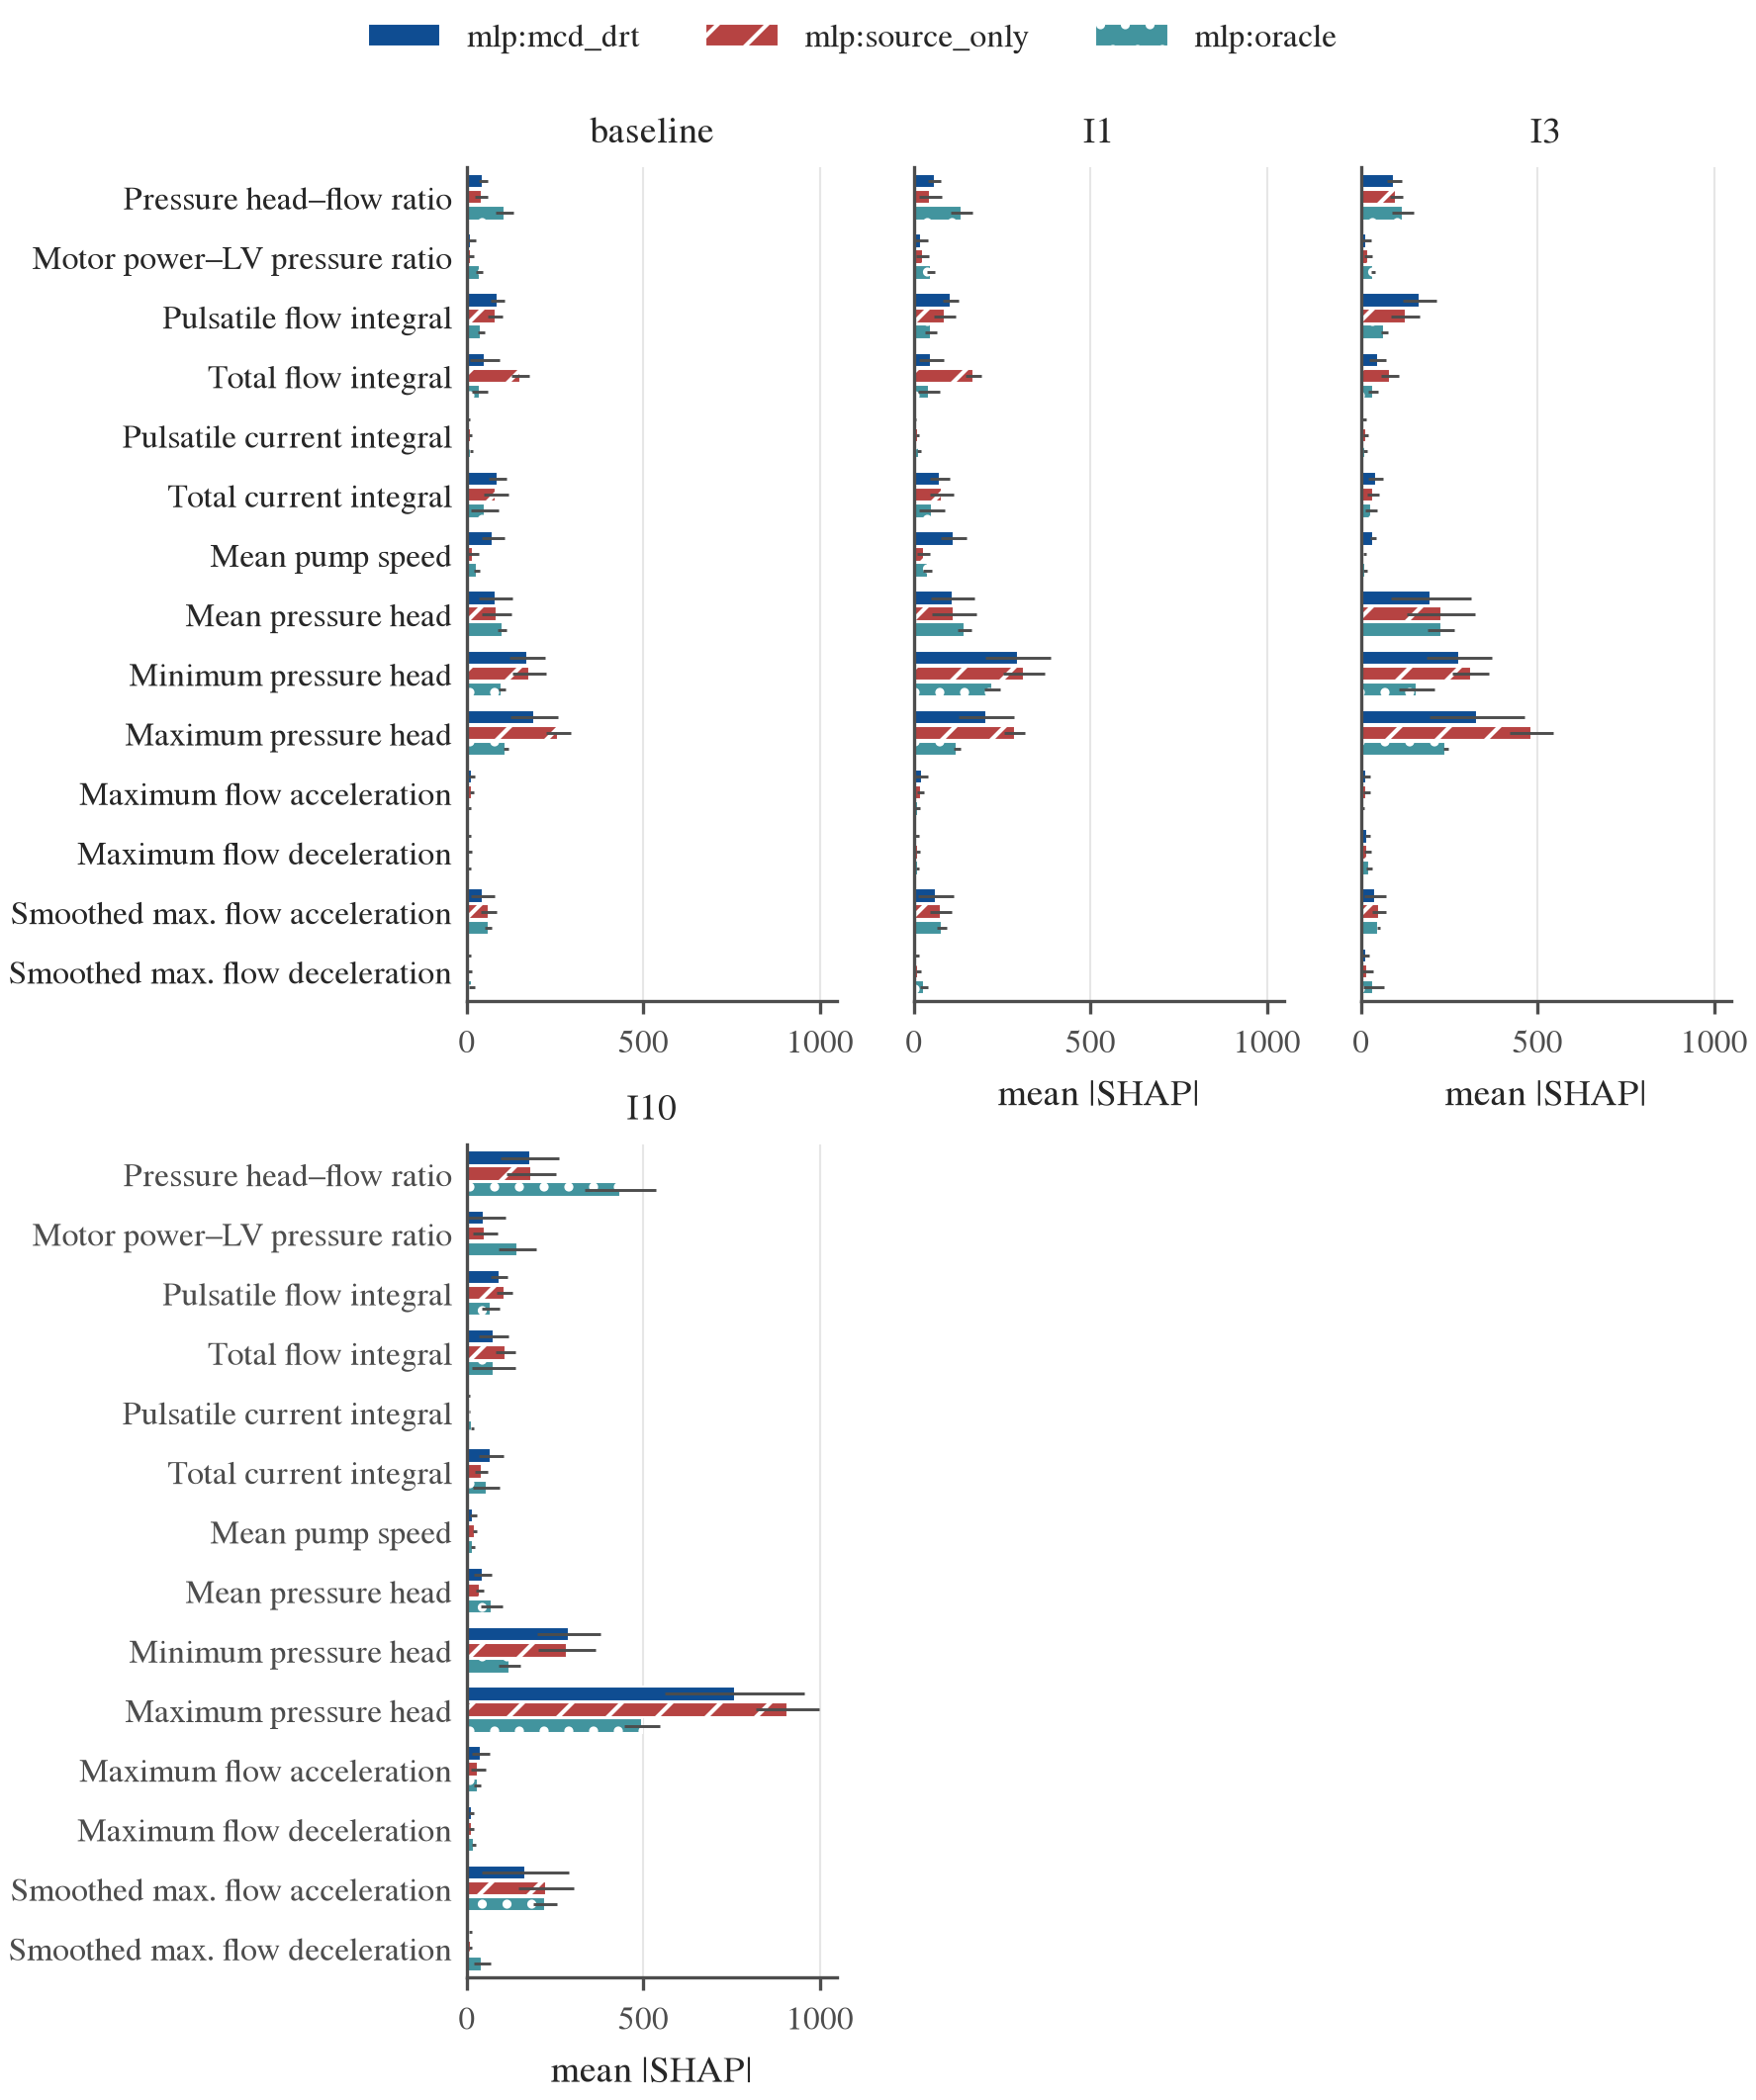 mlp:mcd_drt mlp:source_only mlp:oracle
baseline I1 I3
Pressure head–flow ratio
Motor power–LV pressure ratio
Pulsatile flow integral
Total flow integral
Pulsatile current integral
Total current integral
Mean pump speed
Mean pressure head
Minimum pressure head
Maximum pressure head
Maximum flow acceleration
Maximum flow deceleration
Smoothed max. flow acceleration
Smoothed max. flow deceleration
0 500 1000 0 500 1000 0 500 1000
mean |SHAP| mean |SHAP|
I10
Pressure head–flow ratio
Motor power–LV pressure ratio
Pulsatile flow integral
Total flow integral
Pulsatile current integral
Total current integral
Mean pump speed
Mean pressure head
Minimum pressure head
Maximum pressure head
Maximum flow acceleration
Maximum flow deceleration
Smoothed max. flow acceleration
Smoothed max. flow deceleration
0 500 1000
mean |SHAP|